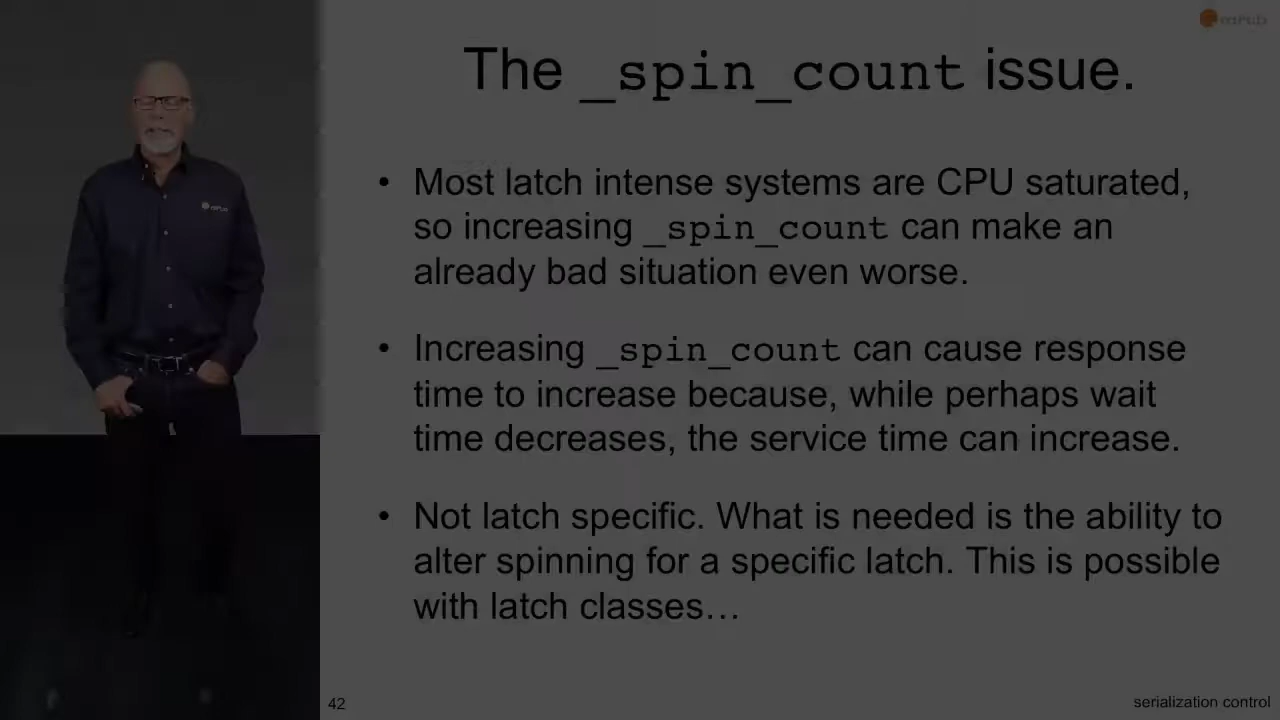 The _spin_count issue.
• Most latch intense systems are CPU saturated,
so increasing _spin_count can make an
already bad situation even worse.
• Increasing _spin_count can cause response
time to increase because, while perhaps wait
time decreases, the service time can increase.
• Not latch specific. What is needed is the ability to
alter spinning for a specific latch. This is possible
with latch classes…
42
serialization control